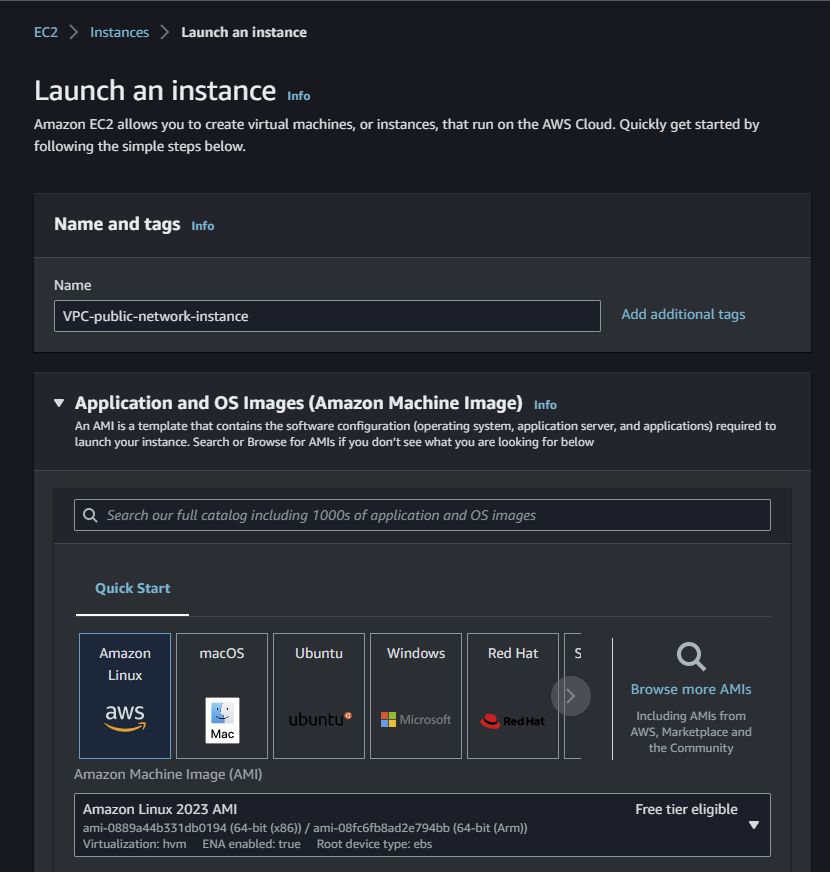 EC2 > Instances > Launch an instance
Launch an instance Info
Amazon EC2 allows you to create virtual machines, or instances, that run on the AWS Cloud. Quickly get started by
following the simple steps below.
Name and tags Info
Name
VPC-public-network-instance
Add additional tags
Application and OS Images (Amazon Machine Image) Info
An AMI is a template that contains the software configuration (operating system, application server, and applications) required to
launch your instance. Search or Browse for AMIs if you don't see what you are looking for below
Search our full catalog including 1000s of application and OS images
Quick Start
Amazon
Linux
aws
macOS
Mac
Ubuntu
ubuntu
Windows
Microsoft
Red Hat
Red Hat
S
Browse more AMIs
Including AMIs from
AWS, Marketplace and
the Community
Amazon Machine Image (AMI)
Amazon Linux 2023 AMI
Free tier eligible
ami-0889a44b331db0194 (64-bit (x86)) / ami-08fc6fb8ad2e794bb (64-bit (Arm))
Virtualization: hvm ENA enabled: true Root device type: ebs